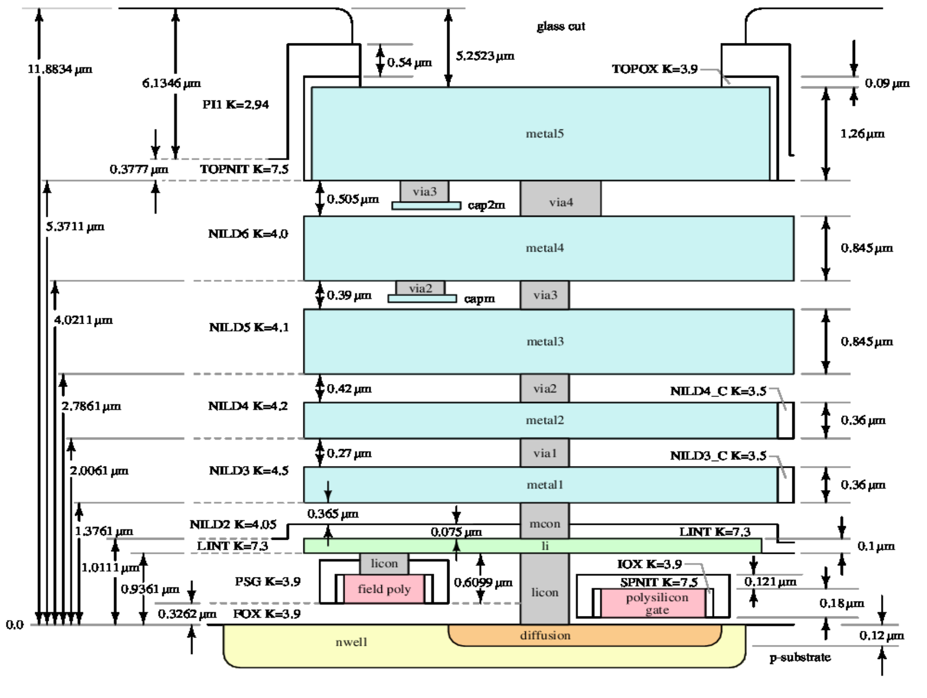 glass cut
11.8834 µm
6.1346 µm
0.54 µm
5.2523 µm
TOPOX K=3.9
0.09 µm
PI1 K=2.94
metal5
1.26 µm
0.3777 µm
TOPNIT K=7.5
0.505 µm
via3
cap2m
via4
5.3711 µm
NILD6 K=4.0
metal4
0.845 µm
0.39 µm
via2
capm
via3
4.0211 µm
NILD5 K=4.1
metal3
0.845 µm
0.42 µm
via2
NILD4_C K=3.5
2.7861 µm
NILD4 K=4.2
metal2
0.36 µm
0.27 µm
via1
NILD3_C K=3.5
2.0061 µm
NILD3 K=4.5
metal1
0.36 µm
0.365 µm
1.3761 µm
NILD2 K=4.05
0.075 µm
mcon
LINT K=7.3
LINT K=7.3
li
0.1 µm
1.0111 µm
licon
IOX K=3.9
0.9361 µm
PSG K=3.9
field poly
0.6099 µm
licon
SPNIT K=7.5
0.121 µm
polysilicon
gate
0.18 µm
0.3262 µm
FOX K=3.9
0.0
nwell
diffusion
0.12 µm
p-substrate